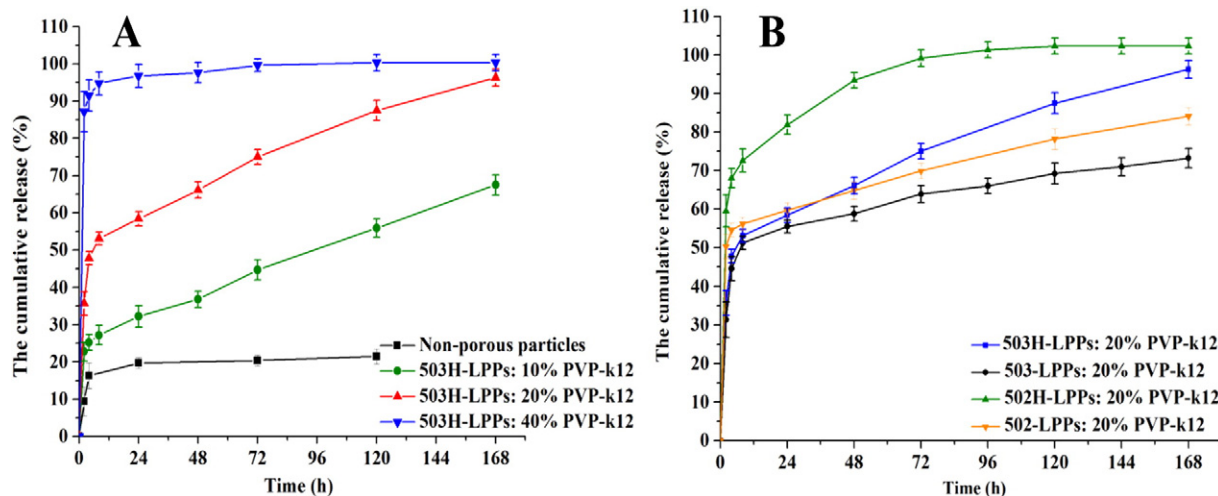 A
The cumulative release (%)
110
100
90
80
70
60
50
40
30
20
10
0
Non-porous particles
503H-LPPs: 10% PVP-k12
503H-LPPs: 20% PVP-k12
503H-LPPs: 40% PVP-k12
0 24 48 72 96 120 144 168
Time (h)
B
The cumulative release (%)
110
100
90
80
70
60
50
40
30
20
10
0
503H-LPPs: 20% PVP-k12
503-LPPs: 20% PVP-k12
502H-LPPs: 20% PVP-k12
502-LPPs: 20% PVP-k12
0 24 48 72 96 120 144 168
Time (h)